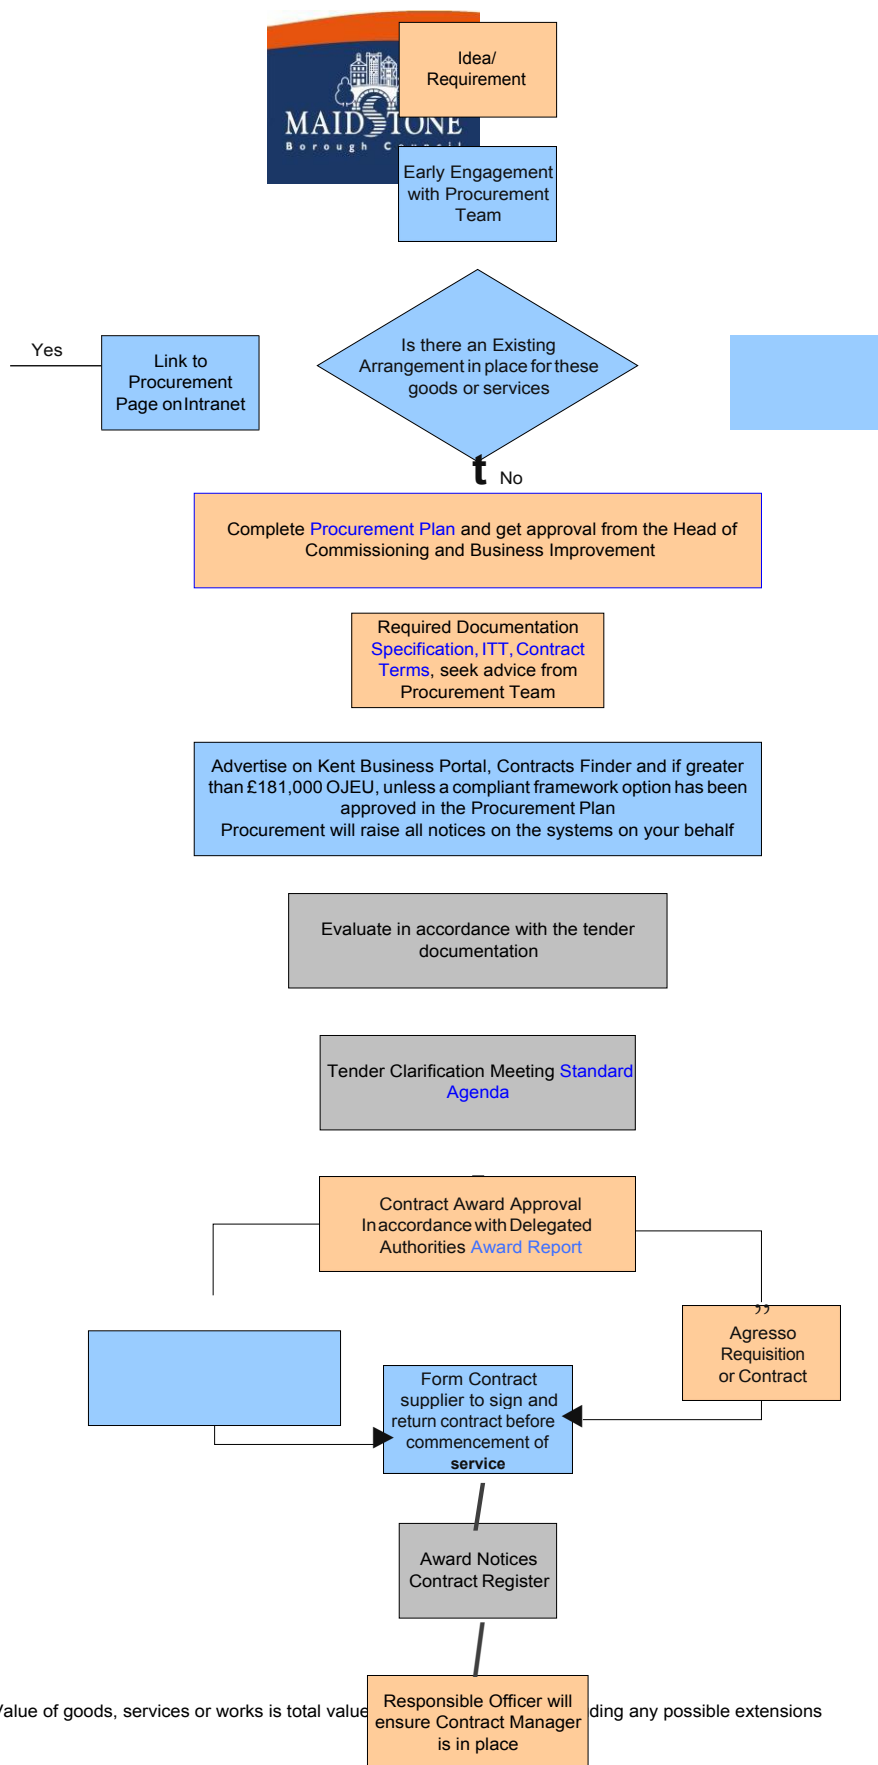 Idea/
Requirement
MAIDSTONE
Borough
Early Engagement
with Procurement
Team
Yes
Link to
Procurement
Page on Intranet
Is there an Existing
Arrangement in place for these
goods or services
t No
Complete Procurement Plan and get approval from the Head of
Commissioning and Business Improvement
Required Documentation
Specification, ITT, Contract
Terms, seek advice from
Procurement Team
Advertise on Kent Business Portal, Contracts Finder and if greater
than £181,000 OJEU, unless a compliant framework option has been
approved in the Procurement Plan
Procurement will raise all notices on the systems on your behalf
Evaluate in accordance with the tender
documentation
Tender Clarification Meeting Standard
Agenda
Contract Award Approval
In accordance with Delegated
Authorities Award Report
,,
Agresso
Requisition
or Contract
Form Contract
supplier to sign and
return contract before
commencement of
service
Award Notices
Contract Register
Responsible Officer will
ensure Contract Manager
is in place
Value of goods, services or works is total value ding any possible extensions